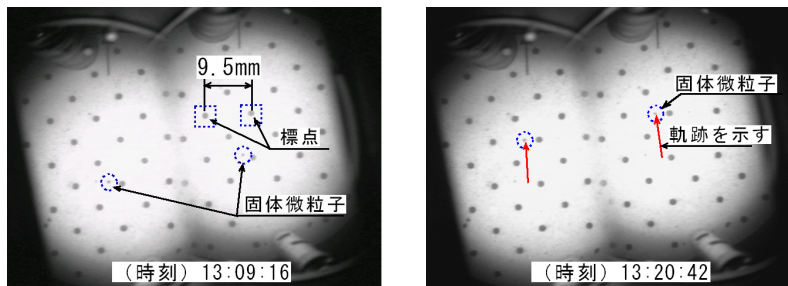 9.5mm
標点
固体微粒子
(時刻) 13:09:16
固体微粒子
軌跡を示す
(時刻) 13:20:42